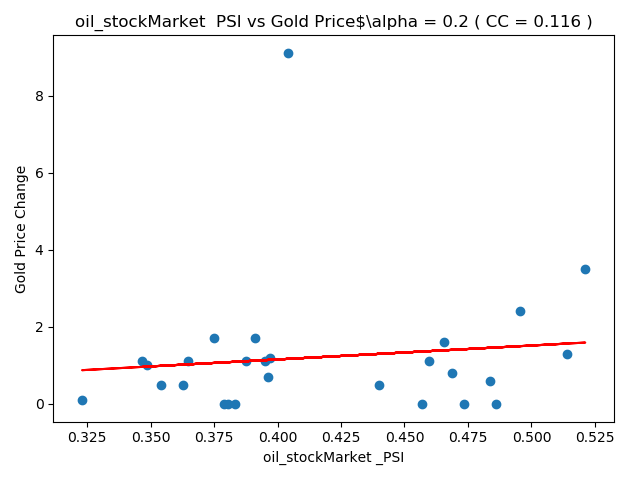 oil_stockMarket  PSI vs Gold Price$\alpha = 0.2 ( CC = 0.116 )
Gold Price Change
8
6
4
2
0
0.325 0.350 0.375 0.400 0.425 0.450 0.475 0.500 0.525
oil_stockMarket _PSI